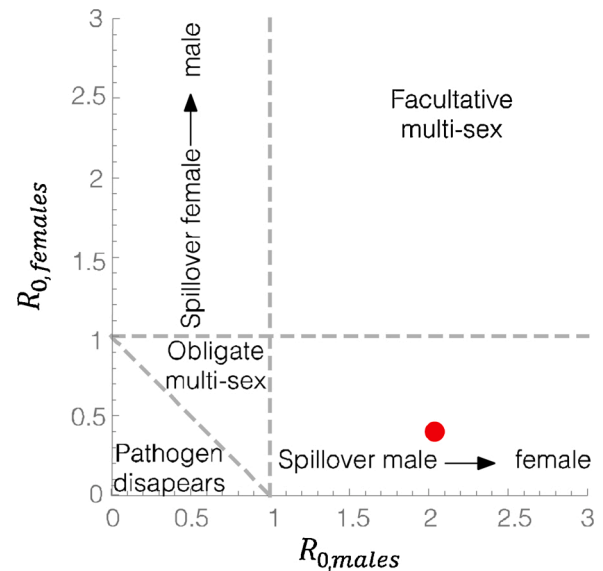 3
2.5
2
1.5
1
0.5
0
R0,females
Spillover female male
Facultative
multi-sex
Obligate
multi-sex
Pathogen
disapears
Spillover male female
0 0.5 1 1.5 2 2.5 3
R0,males